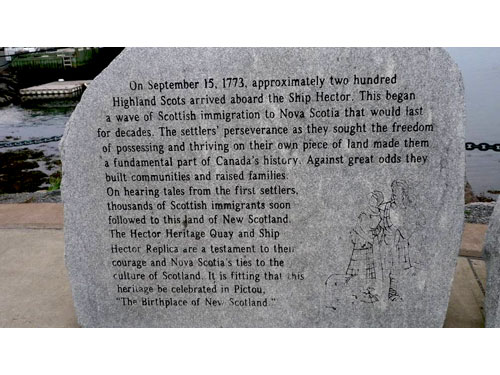 On September 15, 1773, approximately two hundred
Highland Scots arrived aboard the Ship Hector. This began
a wave of Scottish immigration to Nova Scotia that would last
for decades. The settlers' perseverance as they sought the freedom
of possessing and thriving on their own piece of land made them
a fundamental part of Canada's history. Against great odds they
built communities and raised families.
On hearing tales from the first settlers,
thousands of Scottish immigrants soon
followed to this land of New Scotland.
The Hector Heritage Quay and Ship
Hector Replica are a testament to their
courage and Nova Scotia's ties to the
culture of Scotland. It is fitting that this
heritage be celebrated in Pictou,
"The Birthplace of New Scotland."